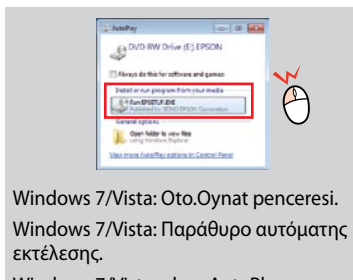 AutoPlay
DVD RW Drive (E:) EPSON
Always do this for software and games:
Install or run program from your media
Run EPSETUP.EXE
Published by SEIKO EPSON Corporation
General options
Open folder to view files
using Windows Explorer
View more AutoPlay options in Control Panel
Windows 7/Vista: Oto.Oynat penceresi.
Windows 7/Vista: Παράθυρο αυτόματης
εκτέλεσης.